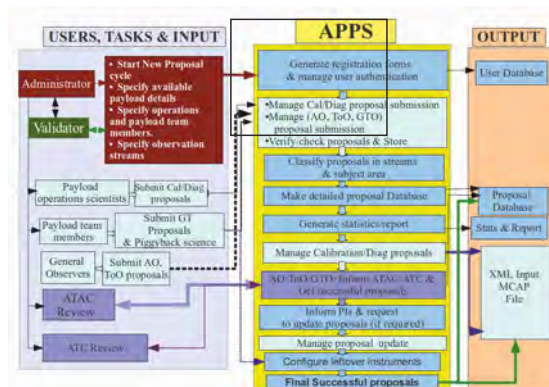 USERS, TASKS & INPUT
APPS
OUTPUT
Administrator
Validator
• Start New Proposal
cycle
• Specify available
payload details
• Specify operations
and payload team
members.
• Specify observation
streams
Payload
operations scientists
Submit Cal/Diag
proposals
Payload team
members
Submit GT
Proposals
& Piggyback science
General
Observers
Submit AO,
ToO proposals
ATAC
Review
ATC Review
Generate registration forms
& manage user authentication
•Manage Cal/Diag proposal submission
•Manage (AO, ToO, GTO)
proposal submission
•Verify-check proposals & Store
Classify proposals in streams
& subject area
Make detailed proposal Database
Generate statistics/report
Manage Calibration/Diag proposals
AO/ToO/GTO: Inform ATAC/ATC &
Get successful proposals
Inform PIs & request
to update proposals (if required)
Manage proposal update
Configure leftover instruments
Final Successful proposals
User Database
Proposal
Database
Stats & Report
XML Input
MCAP
File